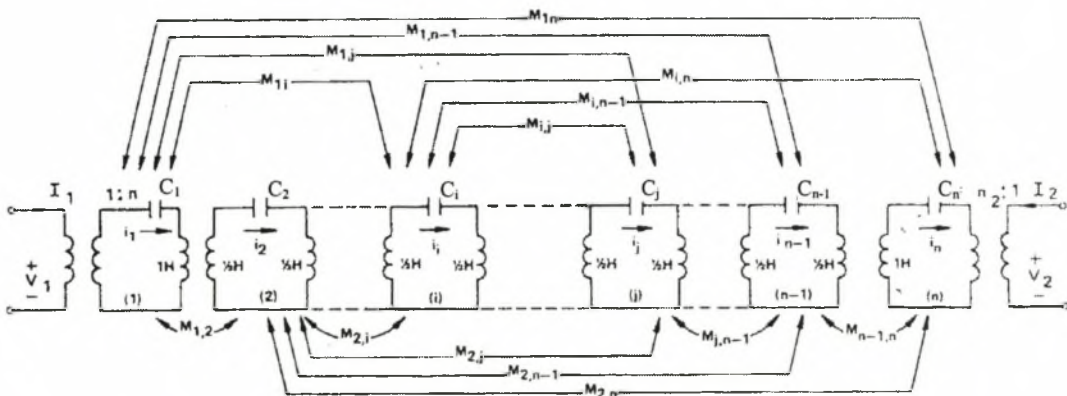 M1n
M1,n-1
M1,j
M1i
Mi,n
Mi,n-1
Mi,j
I1 1:n C1 C2 Ci Cj Cn-1 Cn n2:1 I2
i1 i2 ii ij in-1 in
+ V1 - 1H ½H ½H ½H ½H ½H ½H ½H ½H 1H + V2 -
(1) (2) (i) (j) (n-1) (n)
M1,2 M2,i M2,j Mj,n-1 Mn-1,n
M2,n-1
M2,n